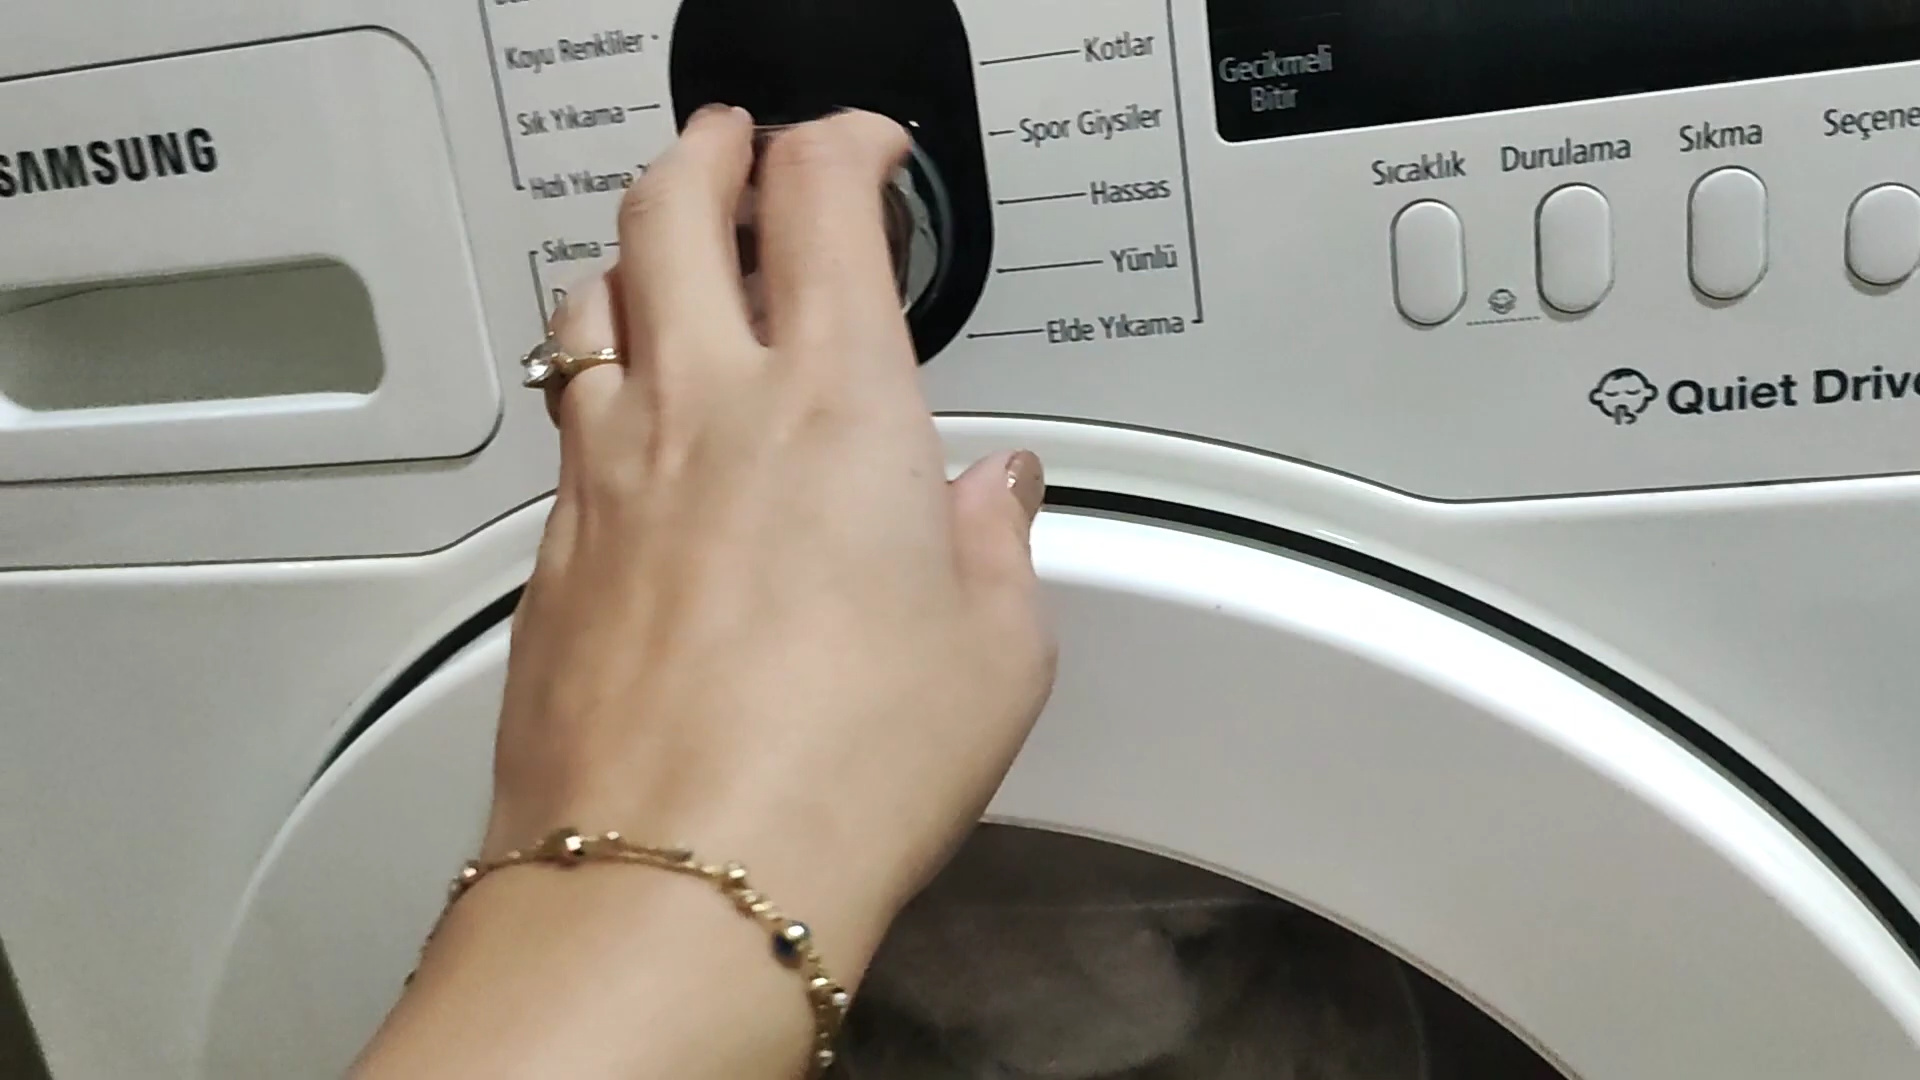 SAMSUNG
Koyu Renkliler
Sık Yıkama
Hızlı Yıkama
Sıkma
Kotlar
Spor Giysiler
Hassas
Yünlü
Elde Yıkama
Gecikmeli
Bitir
Sıcaklık
Durulama
Sıkma
Seçene
Quiet Drive